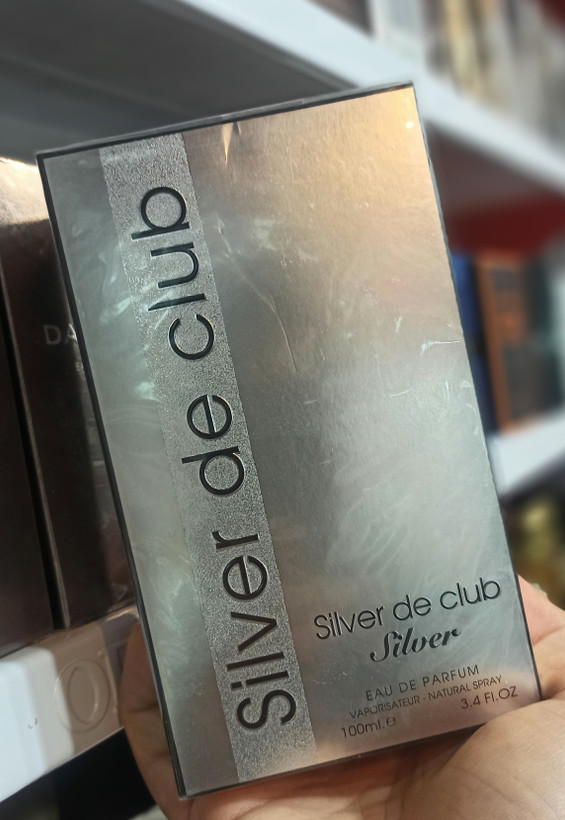 Silver de club
Silver de club
Silver
EAU DE PARFUM
VAPORISATEUR - NATURAL SPRAY
100ml.℮ 3.4 Fl.OZ